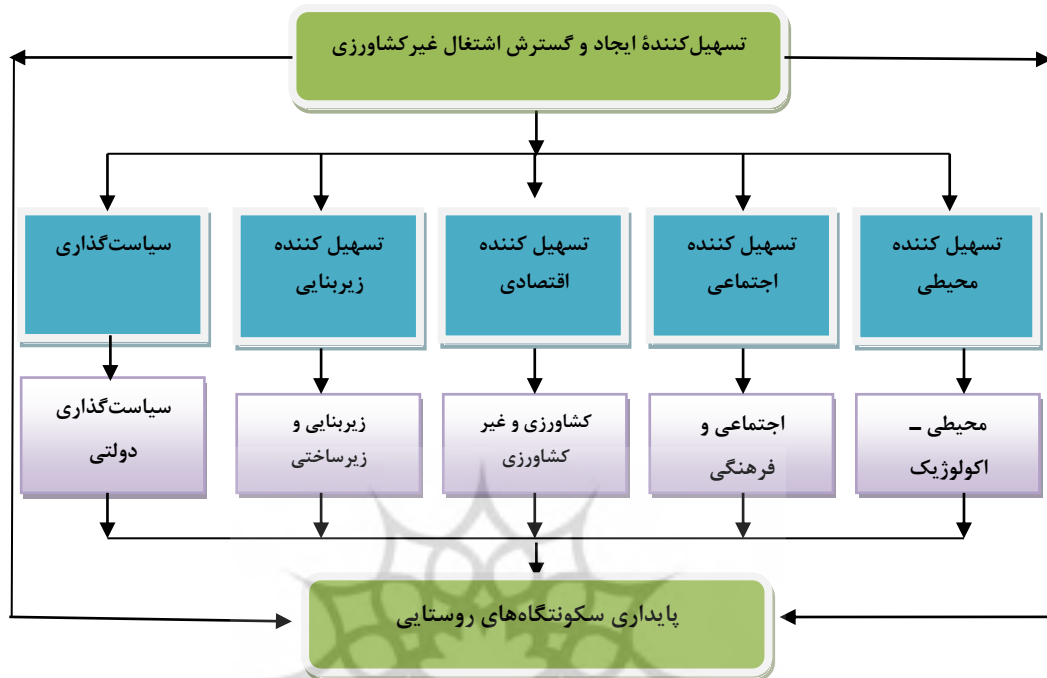 تسهیل‌کنندهٔ ایجاد و گسترش اشتغال غیرکشاورزی
تسهیل کننده
محیطی
تسهیل کننده
اجتماعی
تسهیل کننده
اقتصادی
تسهیل کننده
زیربنایی
سیاست‌گذاری
محیطی ـ
اکولوژیک
اجتماعی و
فرهنگی
کشاورزی و غیر
کشاورزی
زیربنایی و
زیرساختی
سیاست‌گذاری
دولتی
پایداری سکونتگاه‌های روستایی